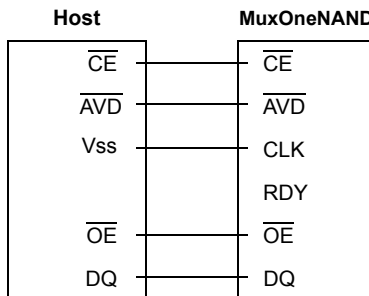 Host MuxOneNAND
CE CE
AVD AVD
Vss CLK
RDY
OE OE
DQ DQ